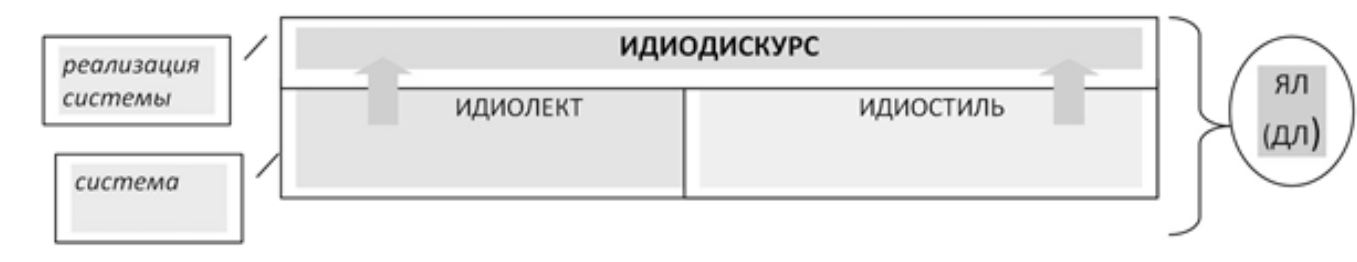 реализация
системы
ИДИОДИСКУРС
ИДИОЛЕКТ
ИДИОСТИЛЬ
система
ЯЛ
(ДЛ)